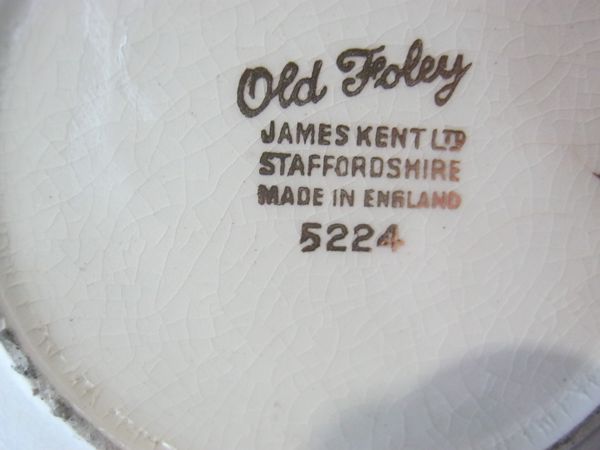 Old Foley
JAMES KENT LTD
STAFFORDSHIRE
MADE IN ENGLAND
5224